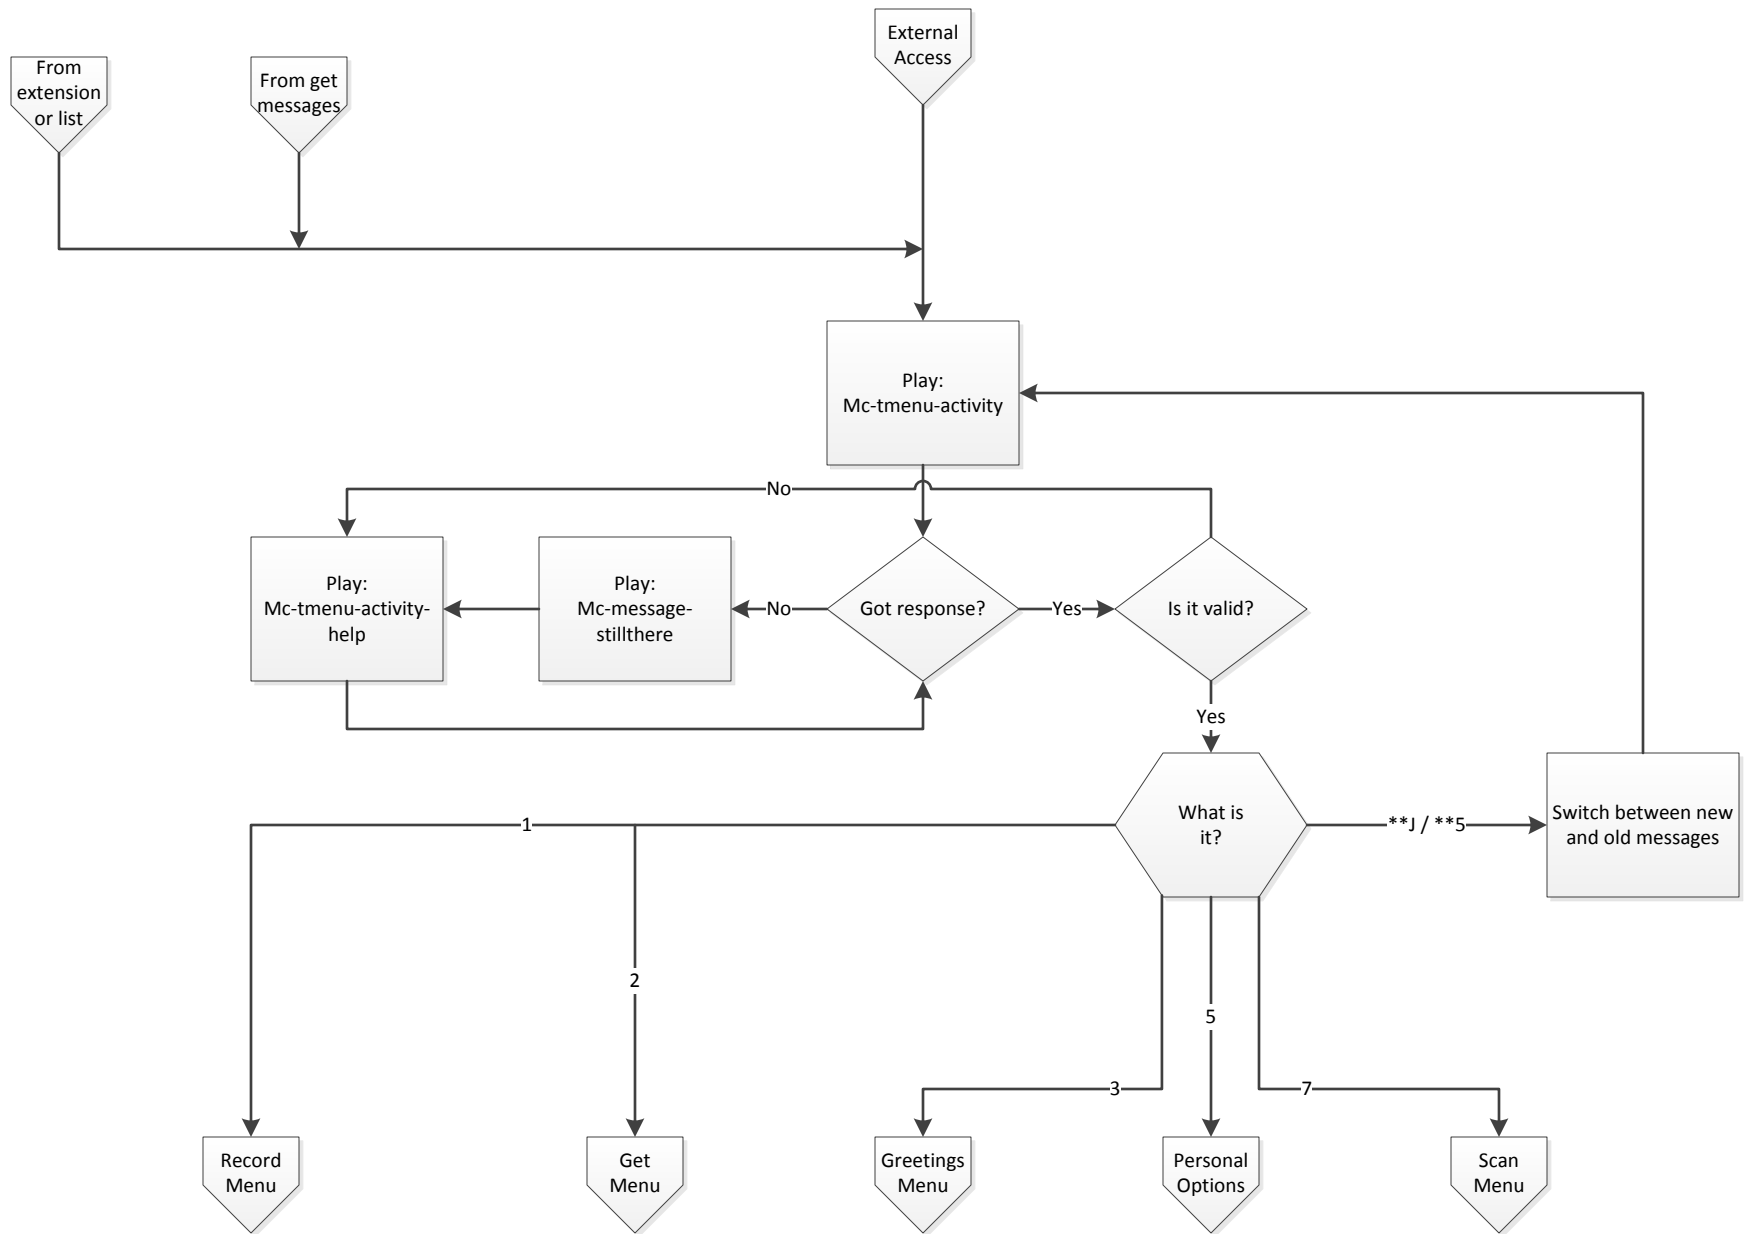 External
Access
From
extension
or list
From get
messages
Play:
Mc-tmenu-activity
No
Play:
Mc-tmenu-activity-
help
Play:
Mc-message-
stillthere
No
Got response?
Yes
Is it valid?
Yes
What is
it?
**J / **5
Switch between new
and old messages
1
2
3
5
7
Record
Menu
Get
Menu
Greetings
Menu
Personal
Options
Scan
Menu